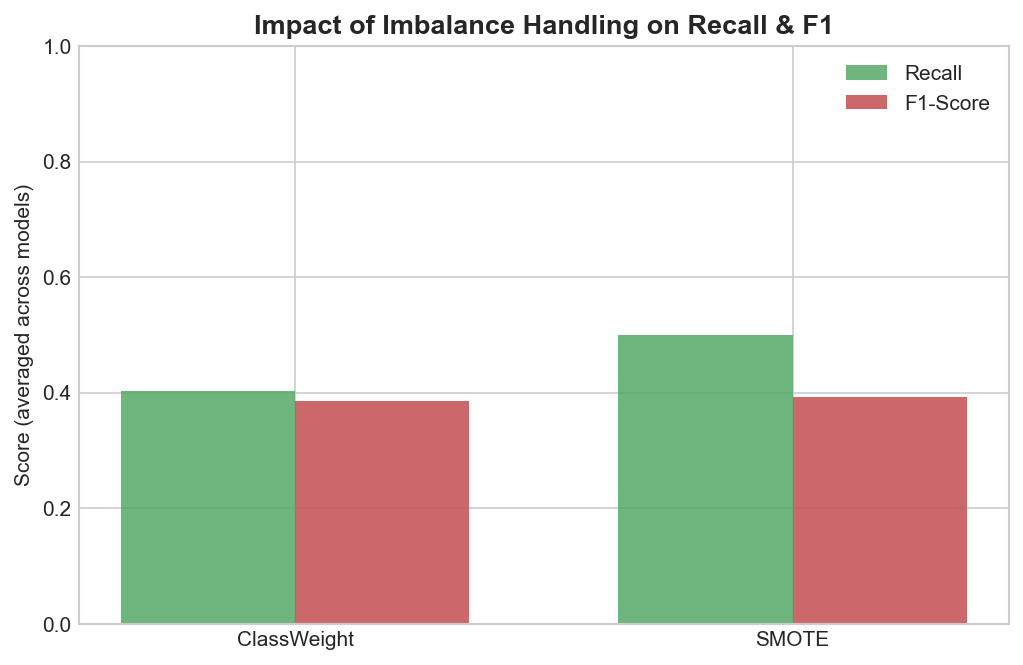 Impact of Imbalance Handling on Recall & F1
Recall
F1-Score
Score (averaged across models)
1.0
0.8
0.6
0.4
0.2
0.0
ClassWeight
SMOTE